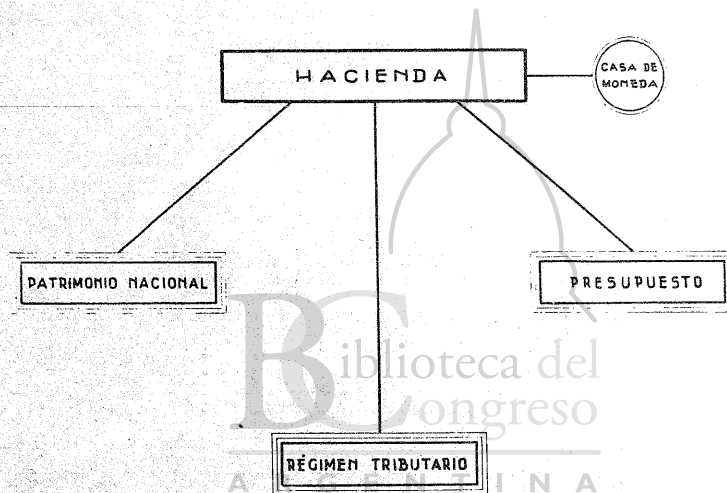 HACIENDA
CASA DE
MONEDA
PATRIMONIO NACIONAL
PRESUPUESTO
Biblioteca del
Congreso
RÉGIMEN TRIBUTARIO
ARGENTINA